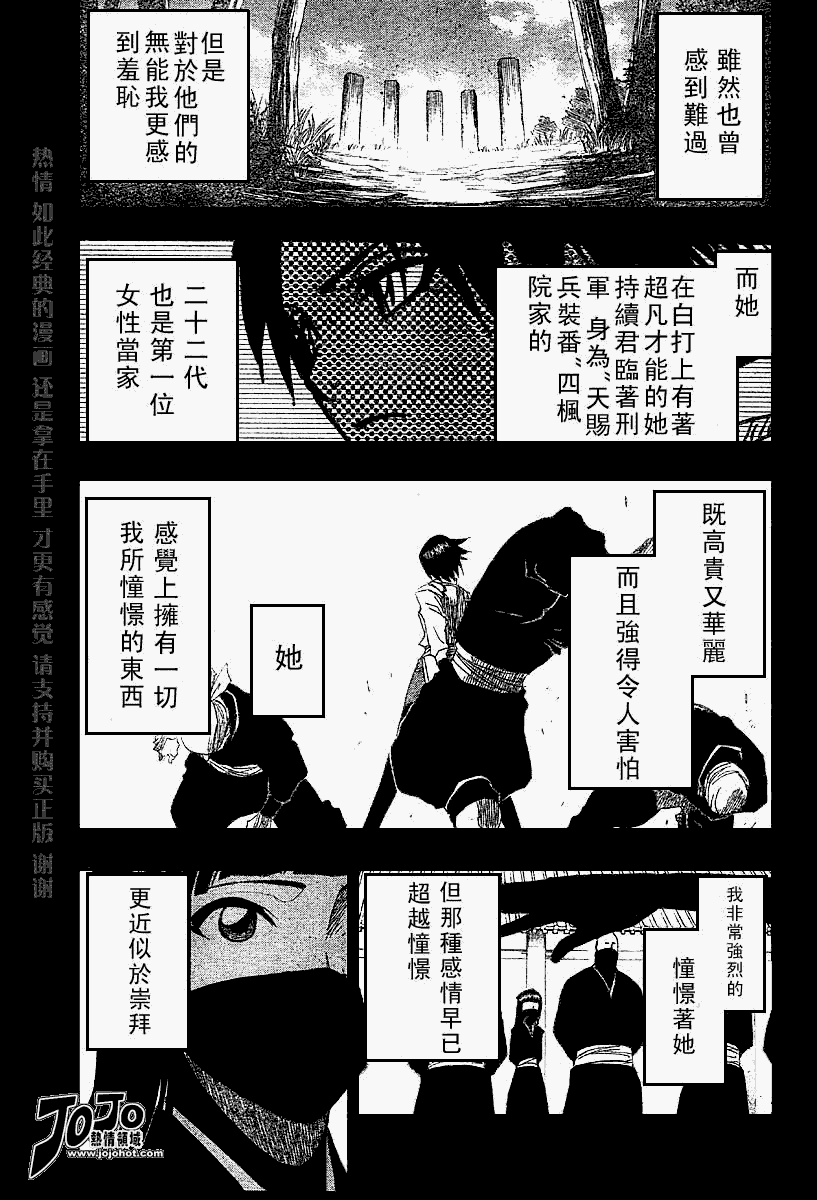 雖然也曾
感到難過
但是
對於他們的
無能我更感
到羞恥
而她
在白打上有著
超凡才能的她
持續君臨著刑
軍 身為“天賜
兵裝番”四楓
院家的
二十二代
也是第一位
女性當家
既高貴又華麗
而且強得令人害怕
她
感覺上擁有一切
我所憧憬的東西
我非常強烈的
憧憬著她
但那種感情早已
超越憧憬
更近似於崇拜
热情 如此经典的漫画 还是拿在手里 才更有感觉 请支持并购买正版 谢谢
JOJO
熱情領域
www.jojohot.com